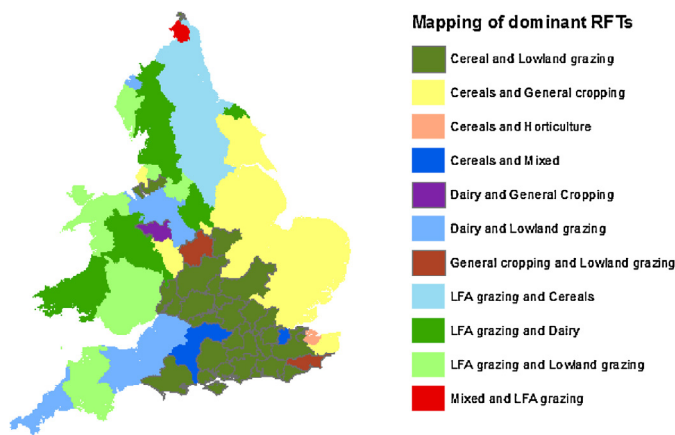 Mapping of dominant RFTs
Cereal and Lowland grazing
Cereals and General cropping
Cereals and Horticulture
Cereals and Mixed
Dairy and General Cropping
Dairy and Lowland grazing
General cropping and Lowland grazing
LFA grazing and Cereals
LFA grazing and Dairy
LFA grazing and Lowland grazing
Mixed and LFA grazing